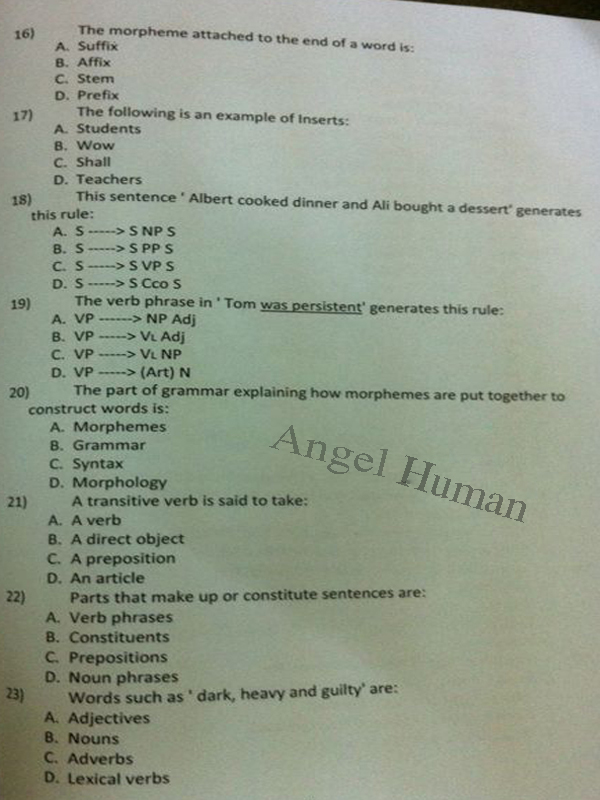 16) The morpheme attached to the end of a word is:
A. Suffix
B. Affix
C. Stem
D. Prefix
17) The following is an example of Inserts:
A. Students
B. Wow
C. Shall
D. Teachers
18) This sentence ' Albert cooked dinner and Ali bought a dessert' generates
this rule:
A. S -----> S NP S
B. S -----> S PP S
C. S -----> S VP S
D. S -----> S Cco S
19) The verb phrase in ' Tom was persistent' generates this rule:
A. VP ------> NP Adj
B. VP -----> VL Adj
C. VP -----> VL NP
D. VP -----> (Art) N
20) The part of grammar explaining how morphemes are put together to
construct words is:
A. Morphemes
B. Grammar
C. Syntax
D. Morphology
Angel Human
21) A transitive verb is said to take:
A. A verb
B. A direct object
C. A preposition
D. An article
22) Parts that make up or constitute sentences are:
A. Verb phrases
B. Constituents
C. Prepositions
D. Noun phrases
23) Words such as ' dark, heavy and guilty' are:
A. Adjectives
B. Nouns
C. Adverbs
D. Lexical verbs